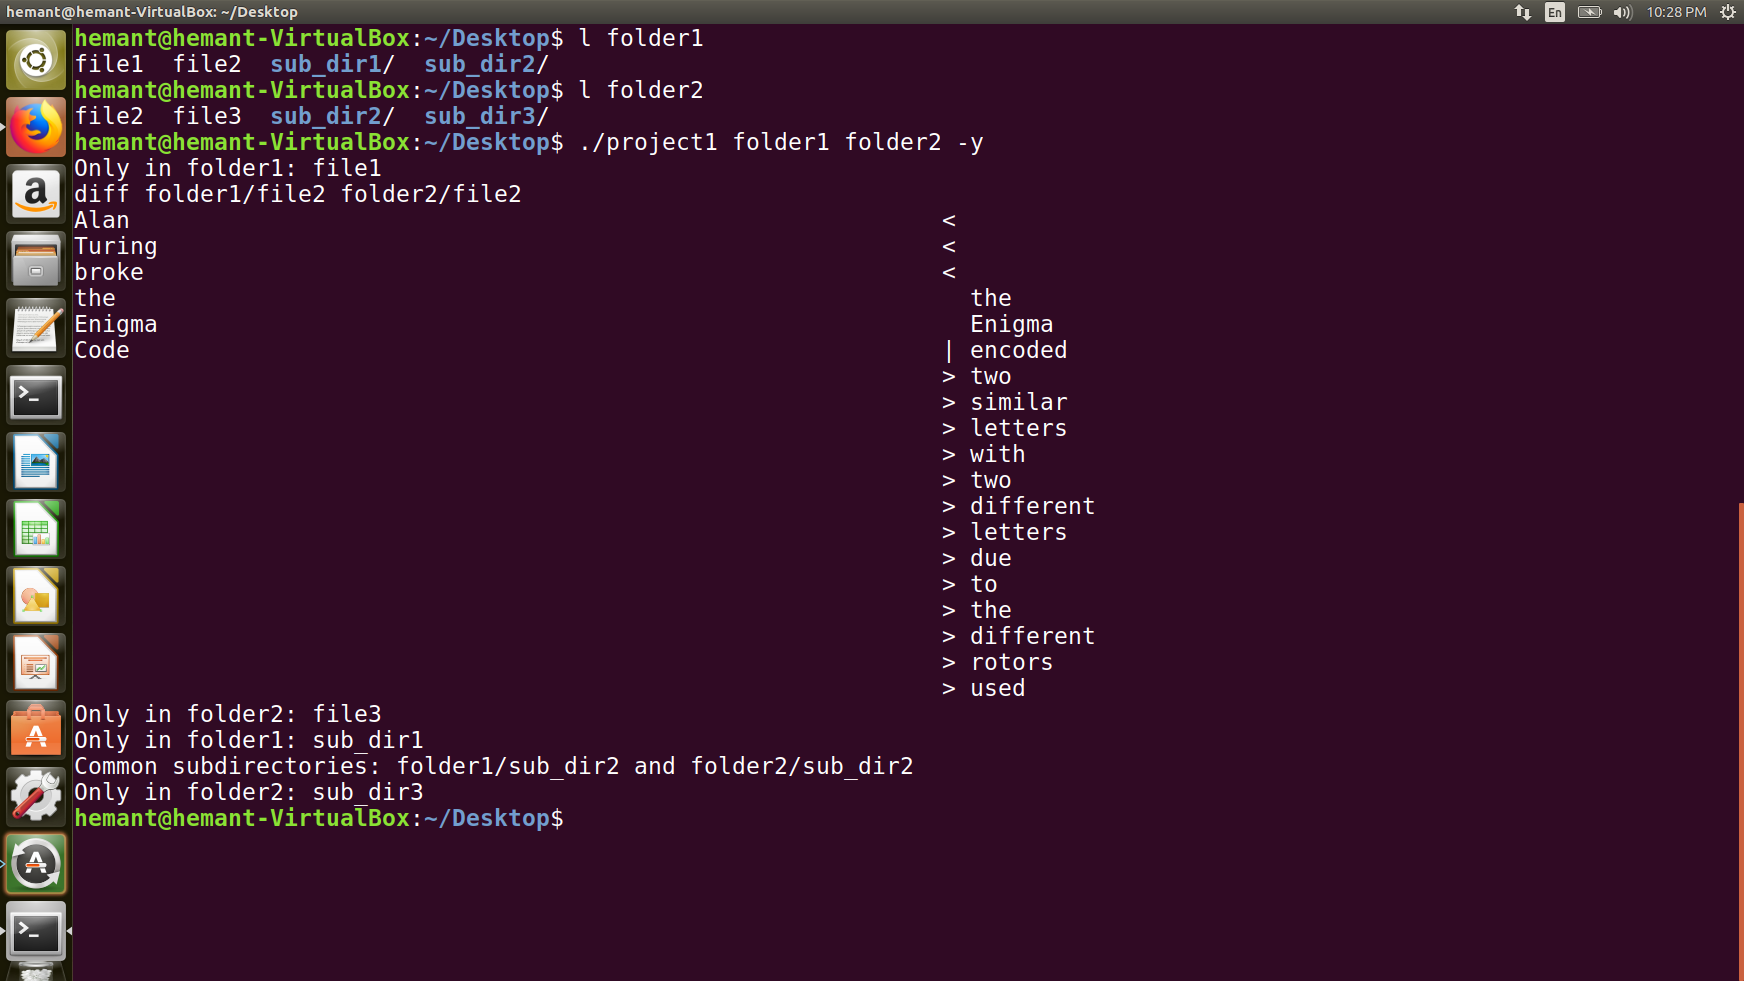 hemant@hemant-VirtualBox: ~/Desktop
En
10:28 PM
hemant@hemant-VirtualBox:~/Desktop$ l folder1
file1  file2  sub_dir1/  sub_dir2/
hemant@hemant-VirtualBox:~/Desktop$ l folder2
file2  file3  sub_dir2/  sub_dir3/
hemant@hemant-VirtualBox:~/Desktop$ ./project1 folder1 folder2 -y
Only in folder1: file1
diff folder1/file2 folder2/file2
Alan                                                          <
Turing                                                        <
broke                                                         <
the                                                             the
Enigma                                                          Enigma
Code                                                          | encoded
                                                              > two
                                                              > similar
                                                              > letters
                                                              > with
                                                              > two
                                                              > different
                                                              > letters
                                                              > due
                                                              > to
                                                              > the
                                                              > different
                                                              > rotors
                                                              > used
Only in folder2: file3
Only in folder1: sub_dir1
Common subdirectories: folder1/sub_dir2 and folder2/sub_dir2
Only in folder2: sub_dir3
hemant@hemant-VirtualBox:~/Desktop$